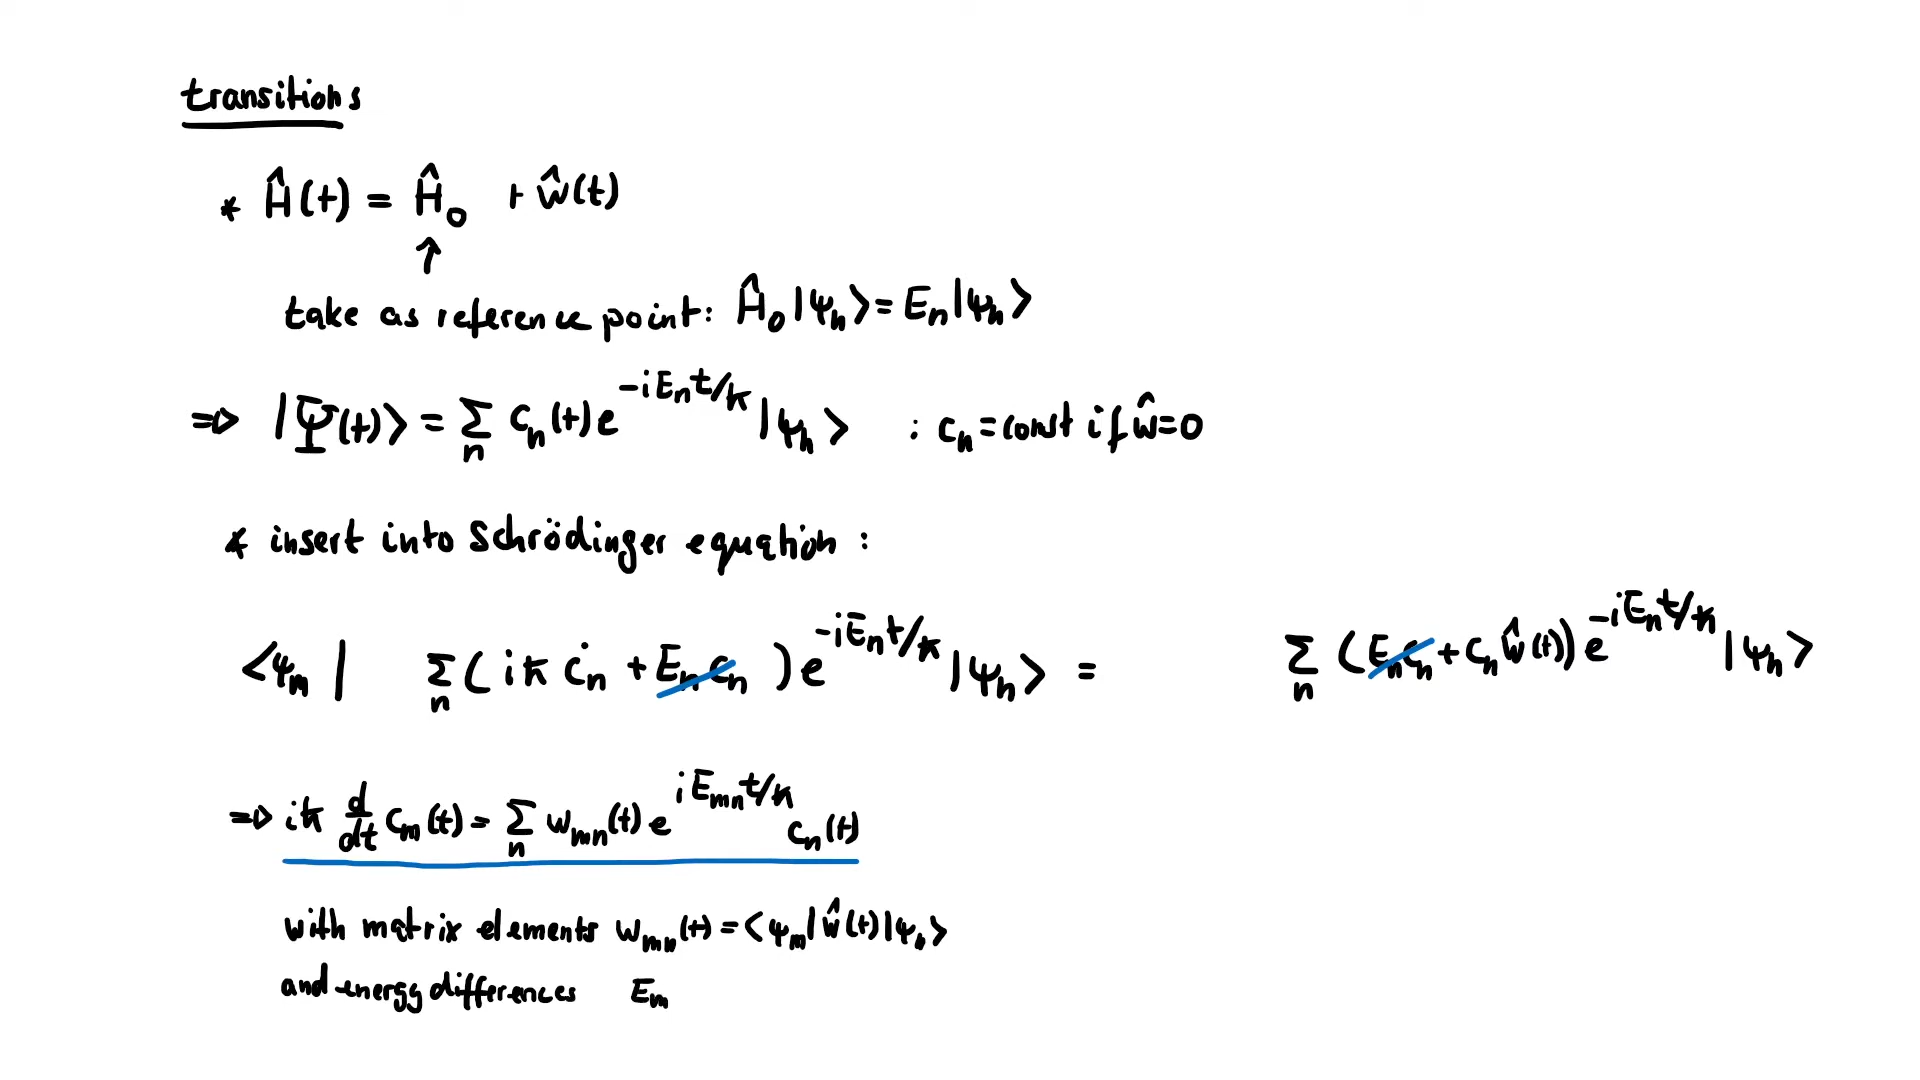 transitions
* Ĥ(t) = Ĥ₀ + ŵ(t)
↑
take as reference point: Ĥ₀|ψₙ⟩ = Eₙ|ψₙ⟩
⇒ |Ψ(t)⟩ = Σₙ cₙ(t) e^{-iEₙt/ħ} |ψₙ⟩ : cₙ = const if ŵ=0
* insert into Schrödinger equation :
⟨ψₘ| Σₙ ( iħ ċₙ + Eₙcₙ ) e^{-iEₙt/ħ} |ψₙ⟩ = Σₙ (Eₙcₙ + cₙŵ(t)) e^{-iEₙt/ħ} |ψₙ⟩
⇒ iħ d/dt cₘ(t) = Σₙ wₘₙ(t) e^{iEₘₙt/ħ} cₙ(t)
with matrix elements wₘₙ(t) = ⟨ψₘ|ŵ(t)|ψₙ⟩
and energy differences Eₘ